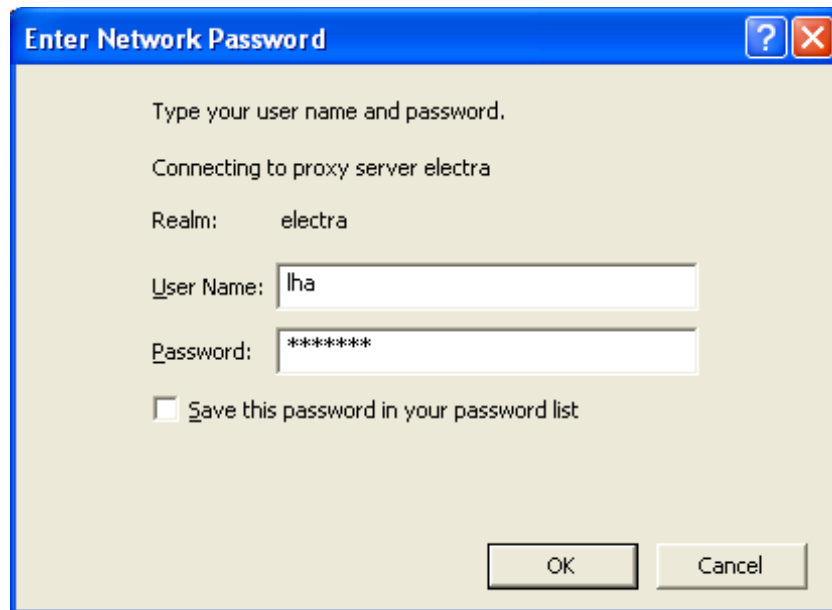 Enter Network Password
Type your user name and password.
Connecting to proxy server electra
Realm: electra
User Name: lha
Password: *******
Save this password in your password list
OK Cancel